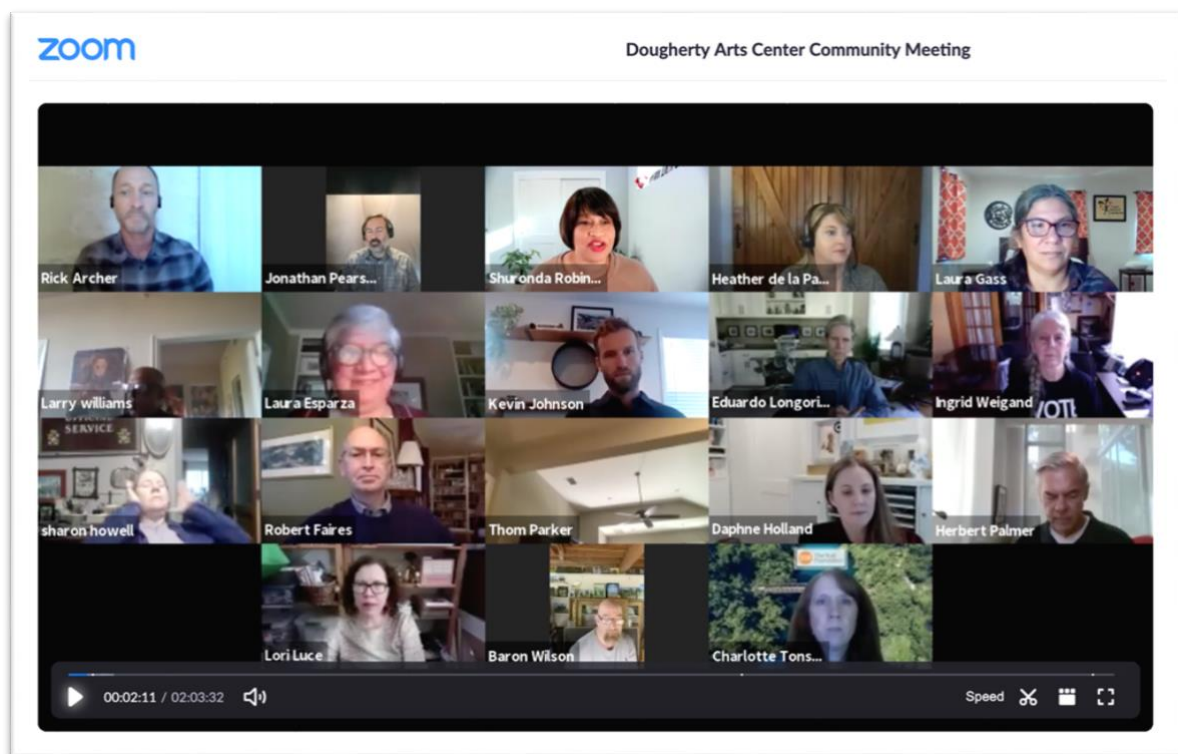 zoom
Dougherty Arts Center Community Meeting
Rick Archer
Jonathan Pears...
Shuronda Robin...
Heather de la Pa...
Laura Gass
Larry williams
Laura Esparza
Kevin Johnson
Eduardo Longori...
Ingrid Weigand
VOTE
SERVICE
sharon howell
Robert Faires
Thom Parker
Daphne Holland
Herbert Palmer
Lori Luce
Baron Wilson
Charlotte Tons...
00:02:11 / 02:03:32
Speed